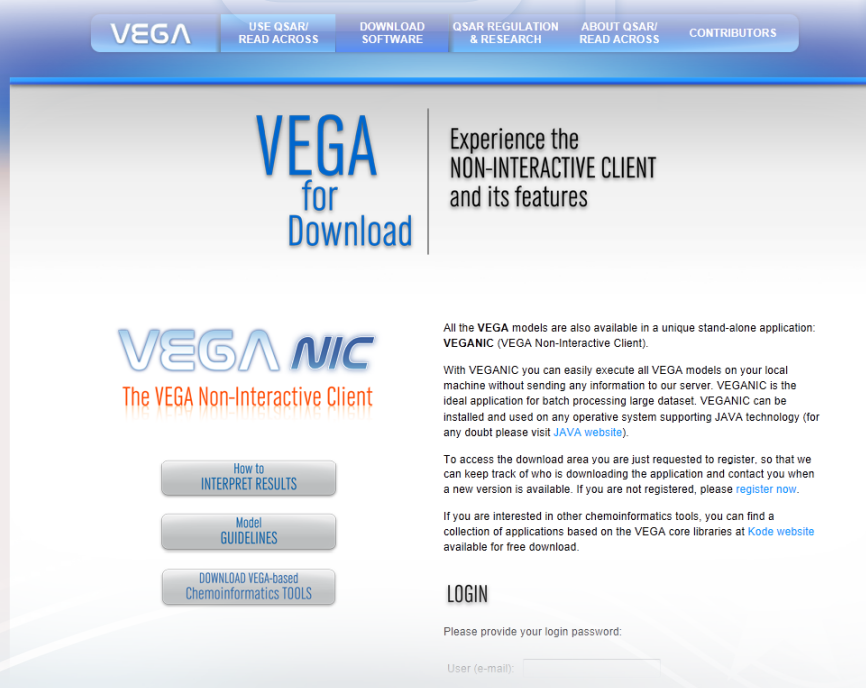 VEGA
USE QSAR/
READ ACROSS
DOWNLOAD
SOFTWARE
QSAR REGULATION
& RESEARCH
ABOUT QSAR/
READ ACROSS
CONTRIBUTORS
VEGA
for
Download
Experience the
NON-INTERACTIVE CLIENT
and its features
VEGA NIC
The VEGA Non-Interactive Client
How to
INTERPRET RESULTS
Model
GUIDELINES
DOWNLOAD VEGA-based
Chemoinformatics TOOLS
All the VEGA models are also available in a unique stand-alone application:
VEGANIC (VEGA Non-Interactive Client).
With VEGANIC you can easily execute all VEGA models on your local
machine without sending any information to our server. VEGANIC is the
ideal application for batch processing large dataset. VEGANIC can be
installed and used on any operative system supporting JAVA technology (for
any doubt please visit JAVA website).
To access the download area you are just requested to register, so that we
can keep track of who is downloading the application and contact you when
a new version is available. If you are not registered, please register now.
If you are interested in other chemoinformatics tools, you can find a
collection of applications based on the VEGA core libraries at Kode website
available for free download.
LOGIN
Please provide your login password:
User (e-mail):